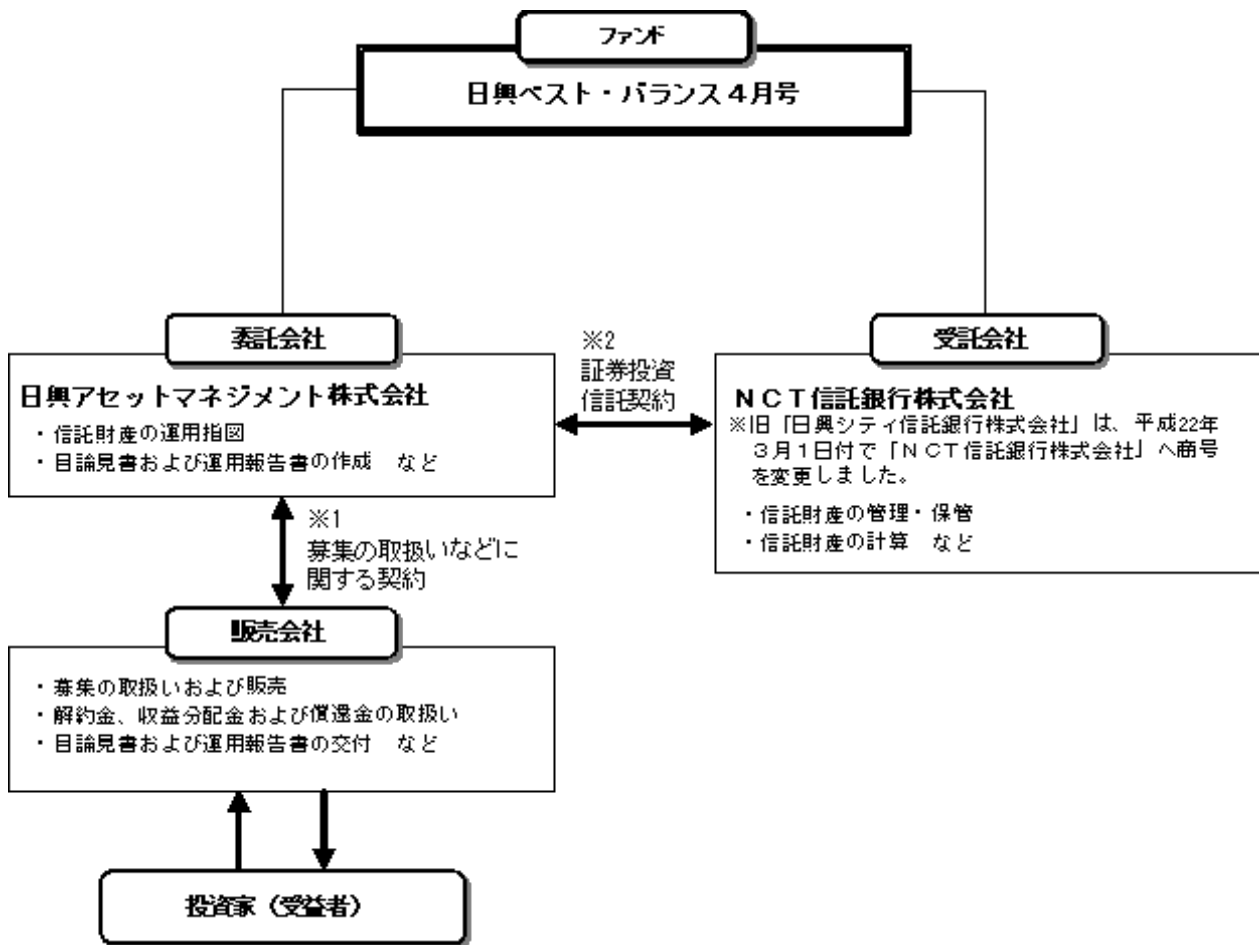 ファンド
日興ベスト・バランス４月号
委託会社
日興アセットマネジメント株式会社
・信託財産の運用指図
・目論見書および運用報告書の作成　など
※2
証券投資
信託契約
受託会社
ＮＣＴ信託銀行株式会社
※旧「日興シティ信託銀行株式会社」は、平成22年
３月１日付で「ＮＣＴ信託銀行株式会社」へ商号
を変更しました。
・信託財産の管理・保管
・信託財産の計算　など
※1
募集の取扱いなどに
関する契約
販売会社
・募集の取扱いおよび販売
・解約金、収益分配金および償還金の取扱い
・目論見書および運用報告書の交付　など
投資家（受益者）